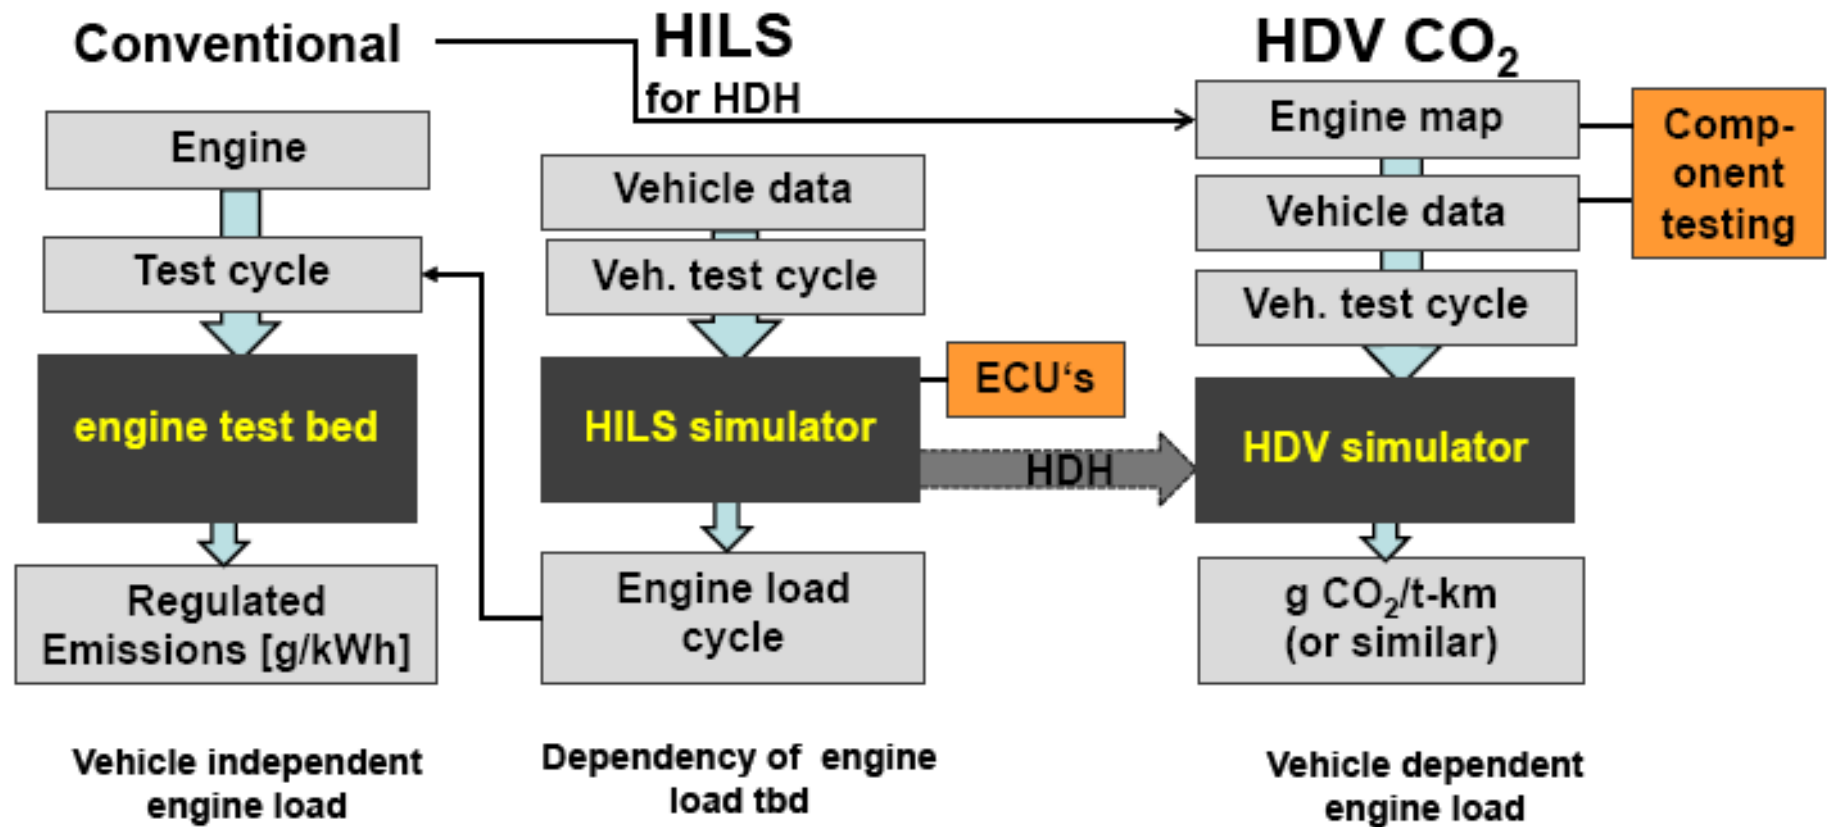 Conventional
Engine
Test cycle
engine test bed
Regulated
Emissions [g/kWh]
Vehicle independent
engine load
HILS
for HDH
Vehicle data
Veh. test cycle
HILS simulator
ECU‘s
HDH
Engine load
cycle
Dependency of engine
load tbd
HDV CO₂
Engine map
Vehicle data
Veh. test cycle
Comp-
onent
testing
HDV simulator
g CO₂/t-km
(or similar)
Vehicle dependent
engine load